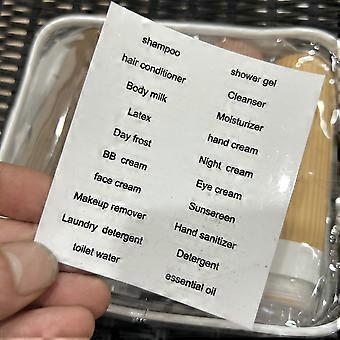 shampoo
hair conditioner
Body milk
Latex
Day frost
BB cream
face cream
Makeup remover
Laundry detergent
toilet water
shower gel
Cleanser
Moisturizer
hand cream
Night cream
Eye cream
Sunsereen
Hand sanitizer
Detergent
essential oil